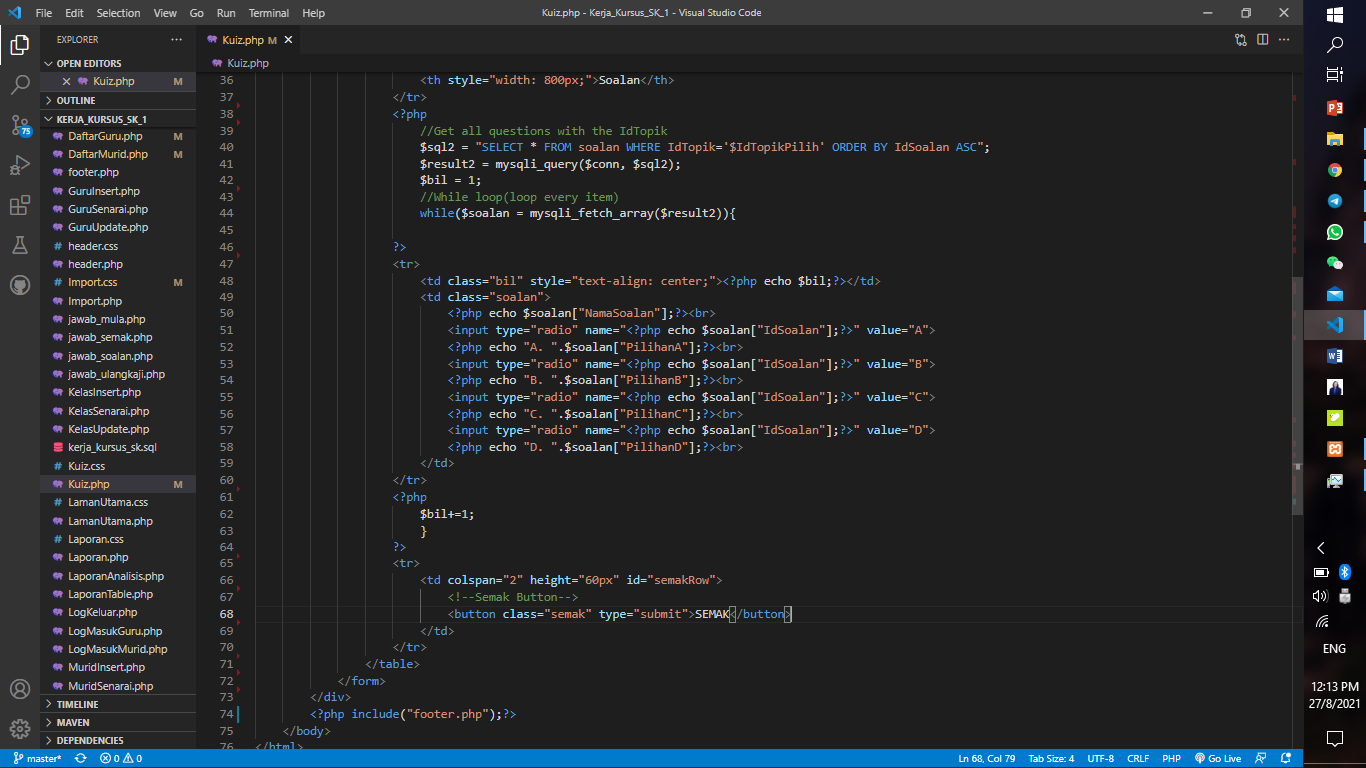 File Edit Selection View Go Run Terminal Help Kuiz.php - Kerja_Kursus_SK_1 - Visual Studio Code
EXPLORER
OPEN EDITORS
Kuiz.php M
OUTLINE
KERJA_KURSUS_SK_1
DaftarGuru.php M
DaftarMurid.php M
footer.php
GuruInsert.php
GuruSenarai.php
GuruUpdate.php
header.css
header.php
Import.css M
Import.php
jawab_mula.php
jawab_semak.php
jawab_soalan.php
jawab_ulangkaji.php
KelasInsert.php
KelasSenarai.php
KelasUpdate.php
kerja_kursus_sk.sql
Kuiz.css
Kuiz.php M
LamanUtama.css
LamanUtama.php
Laporan.css
Laporan.php
LaporanAnalisis.php
LaporanTable.php
LogKeluar.php
LogMasukGuru.php
LogMasukMurid.php
MuridInsert.php
MuridSenarai.php
TIMELINE
MAVEN
DEPENDENCIES
75
Kuiz.php M
Kuiz.php
36 <th style="width: 800px;">Soalan</th>
37 </tr>
38 <?php
39 //Get all questions with the IdTopik
40 $sql2 = "SELECT * FROM soalan WHERE IdTopik='$IdTopikPilih' ORDER BY IdSoalan ASC";
41 $result2 = mysqli_query($conn, $sql2);
42 $bil = 1;
43 //While loop(loop every item)
44 while($soalan = mysqli_fetch_array($result2)){
45
46 ?>
47 <tr>
48 <td class="bil" style="text-align: center;"><?php echo $bil;?></td>
49 <td class="soalan">
50 <?php echo $soalan["NamaSoalan"];?><br>
51 <input type="radio" name="<?php echo $soalan["IdSoalan"];?>" value="A">
52 <?php echo "A. ".$soalan["PilihanA"];?><br>
53 <input type="radio" name="<?php echo $soalan["IdSoalan"];?>" value="B">
54 <?php echo "B. ".$soalan["PilihanB"];?><br>
55 <input type="radio" name="<?php echo $soalan["IdSoalan"];?>" value="C">
56 <?php echo "C. ".$soalan["PilihanC"];?><br>
57 <input type="radio" name="<?php echo $soalan["IdSoalan"];?>" value="D">
58 <?php echo "D. ".$soalan["PilihanD"];?><br>
59 </td>
60 </tr>
61 <?php
62 $bil+=1;
63 }
64 ?>
65 <tr>
66 <td colspan="2" height="60px" id="semakRow">
67 <!--Semak Button-->
68 <button class="semak" type="submit">SEMAK</button>
69 </td>
70 </tr>
71 </table>
72 </form>
73 </div>
74 <?php include("footer.php");?>
75 </body>
76 </html>
master* 0 0 Ln 68, Col 79 Tab Size: 4 UTF-8 CRLF PHP Go Live
ENG
12:13 PM
27/8/2021